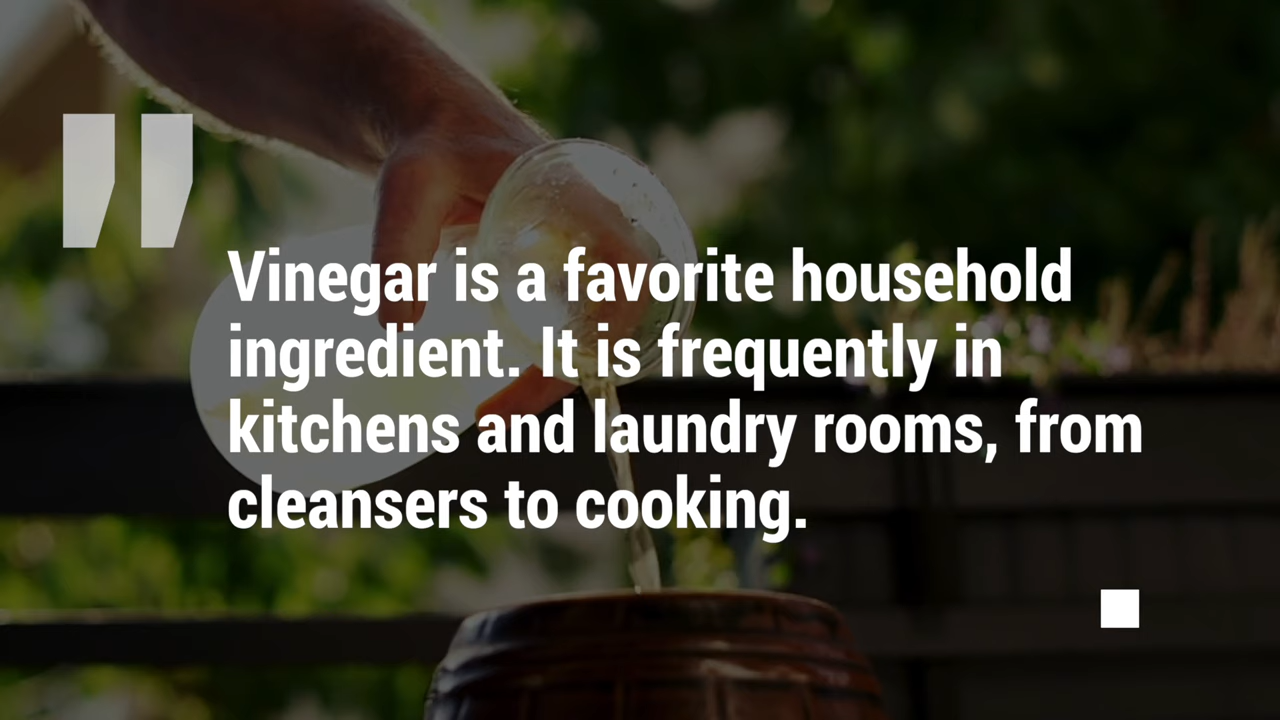 Vinegar is a favorite household
ingredient. It is frequently in
kitchens and laundry rooms, from
cleansers to cooking.